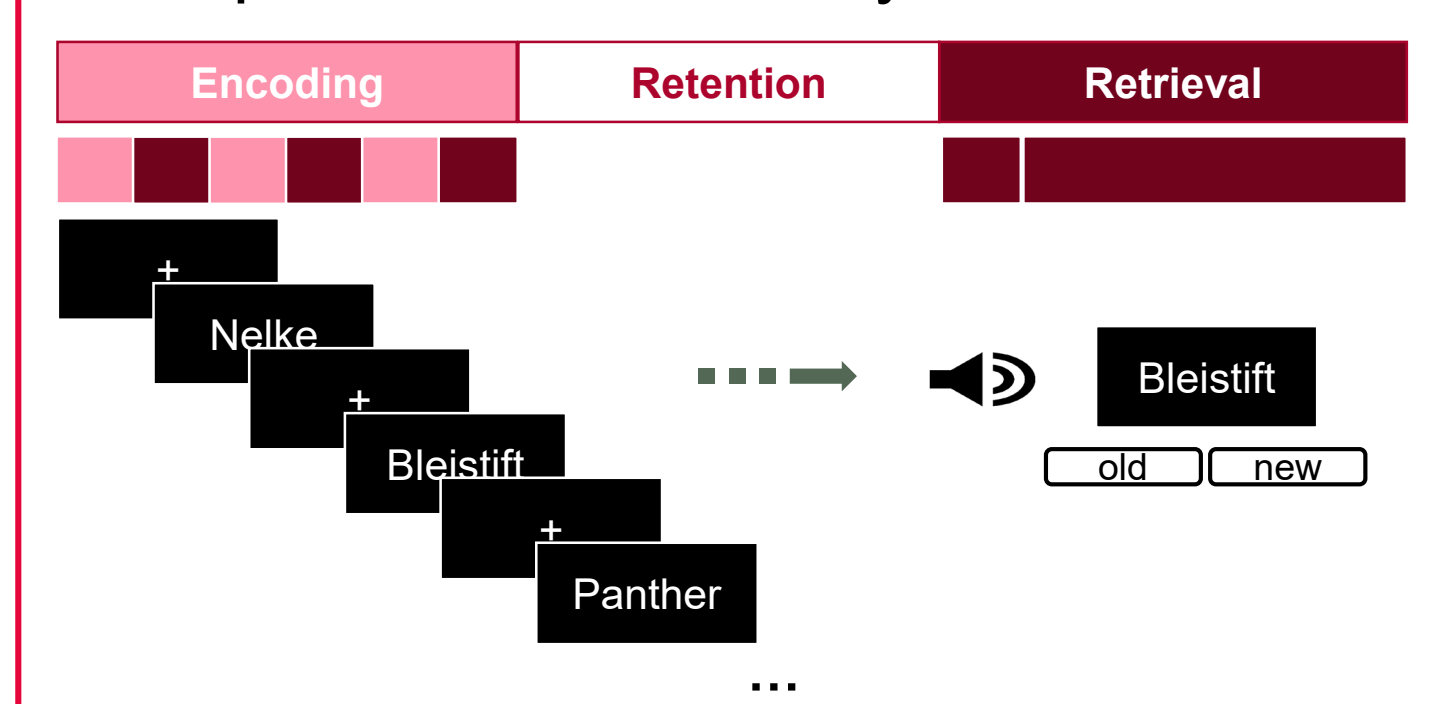 Encoding
Retention
Retrieval
+
Nelke
+
Bleistift
+
Panther
...
Bleistift
old
new